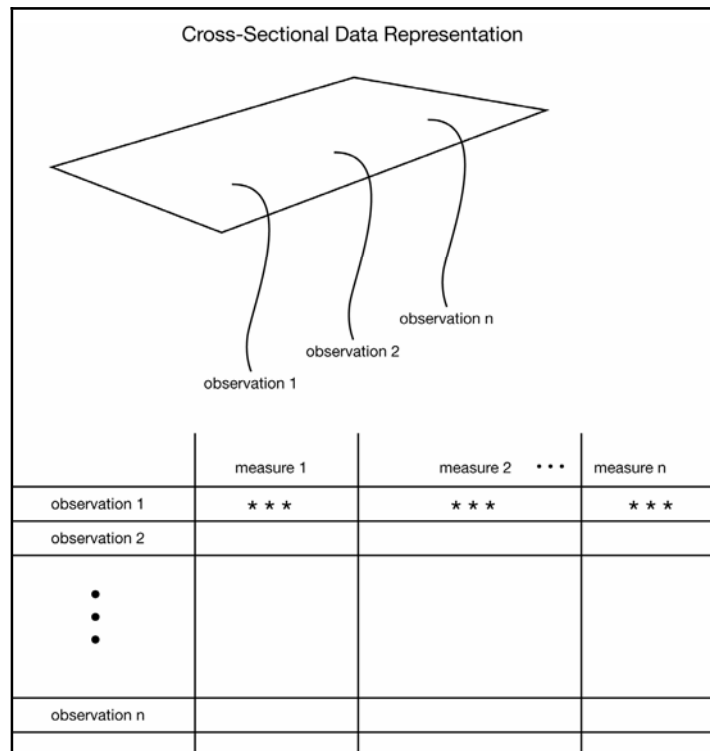 Cross-Sectional Data Representation
observation n
observation 2
observation 1
measure 1 measure 2 • • • measure n
observation 1 * * * * * * * * *
observation 2
•
•
•
observation n